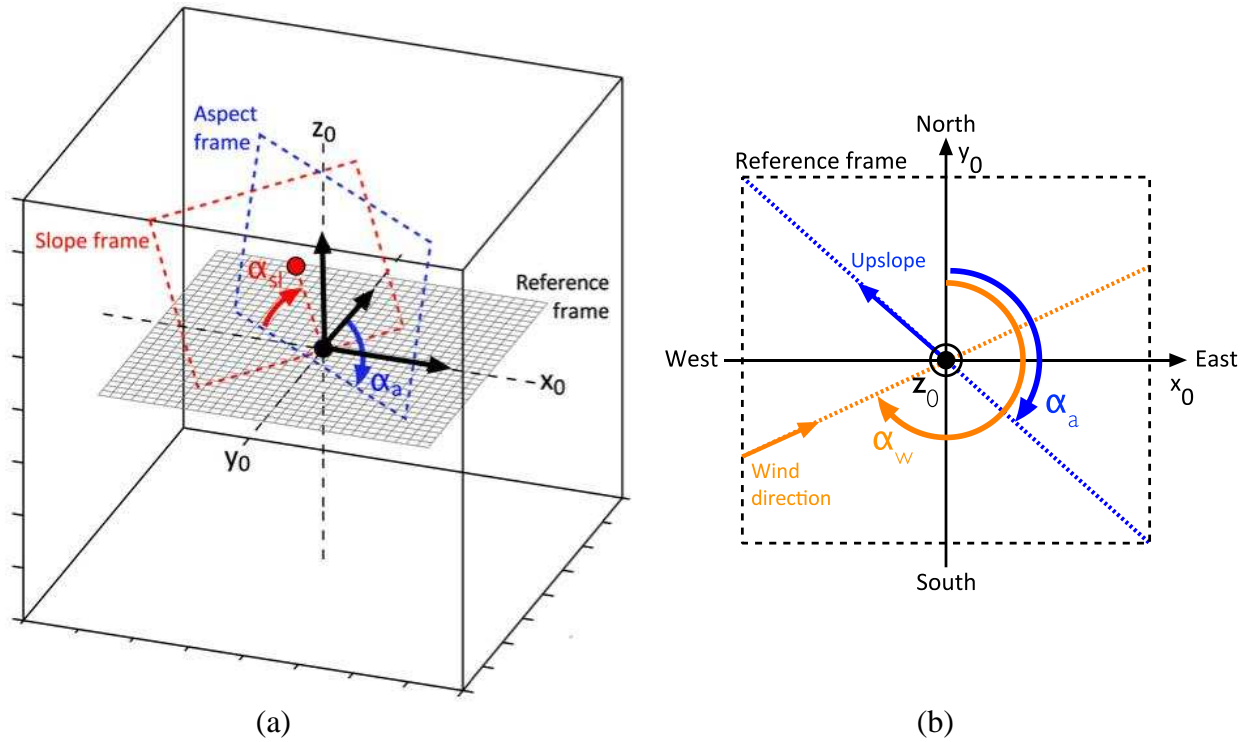 Aspect
frame
z0
Slope frame
αsl
Reference
frame
αa
x0
y0
(a)
North
y0
Reference frame
Upslope
West
East
z0
x0
αa
αw
Wind
direction
South
(b)